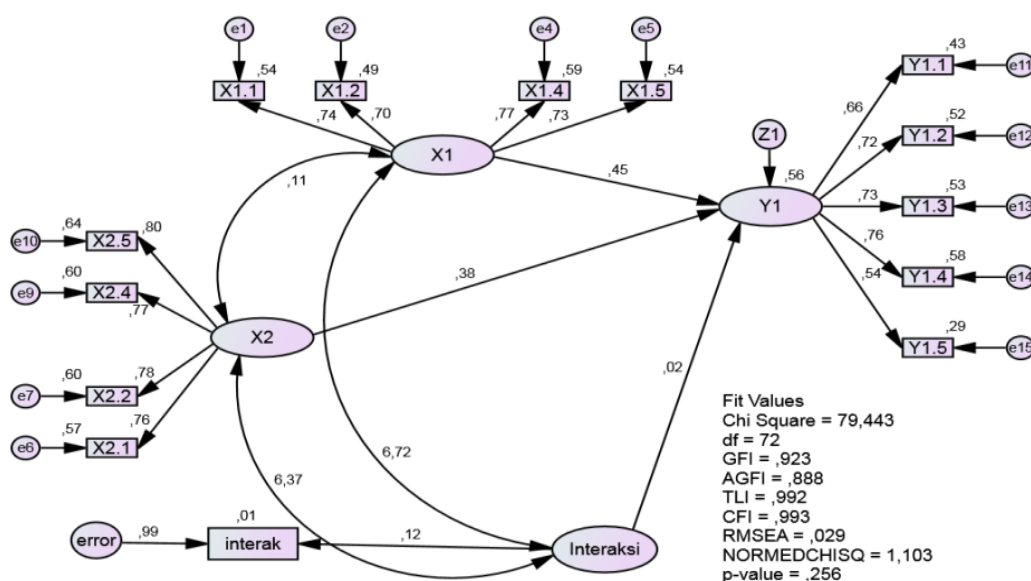 e1
e2
e4
e5
,54
,49
,59
,54
X1.1
X1.2
X1.4
X1.5
,74
,70
,77
,73
X1
,43
Y1.1
e11
,66
,52
Y1.2
e12
,72
Z1
,56
Y1
,53
Y1.3
e13
,73
,58
Y1.4
e14
,76
,29
Y1.5
e15
,54
,11
,45
,38
,02
e10
,64
X2.5
,80
e9
,60
X2.4
,77
X2
e7
,60
X2.2
,78
e6
,57
X2.1
,76
6,72
6,37
error
,99
,01
interak
,12
Interaksi
Fit Values
Chi Square = 79,443
df = 72
GFI = ,923
AGFI = ,888
TLI = ,992
CFI = ,993
RMSEA = ,029
NORMEDCHISQ = 1,103
p-value = ,256